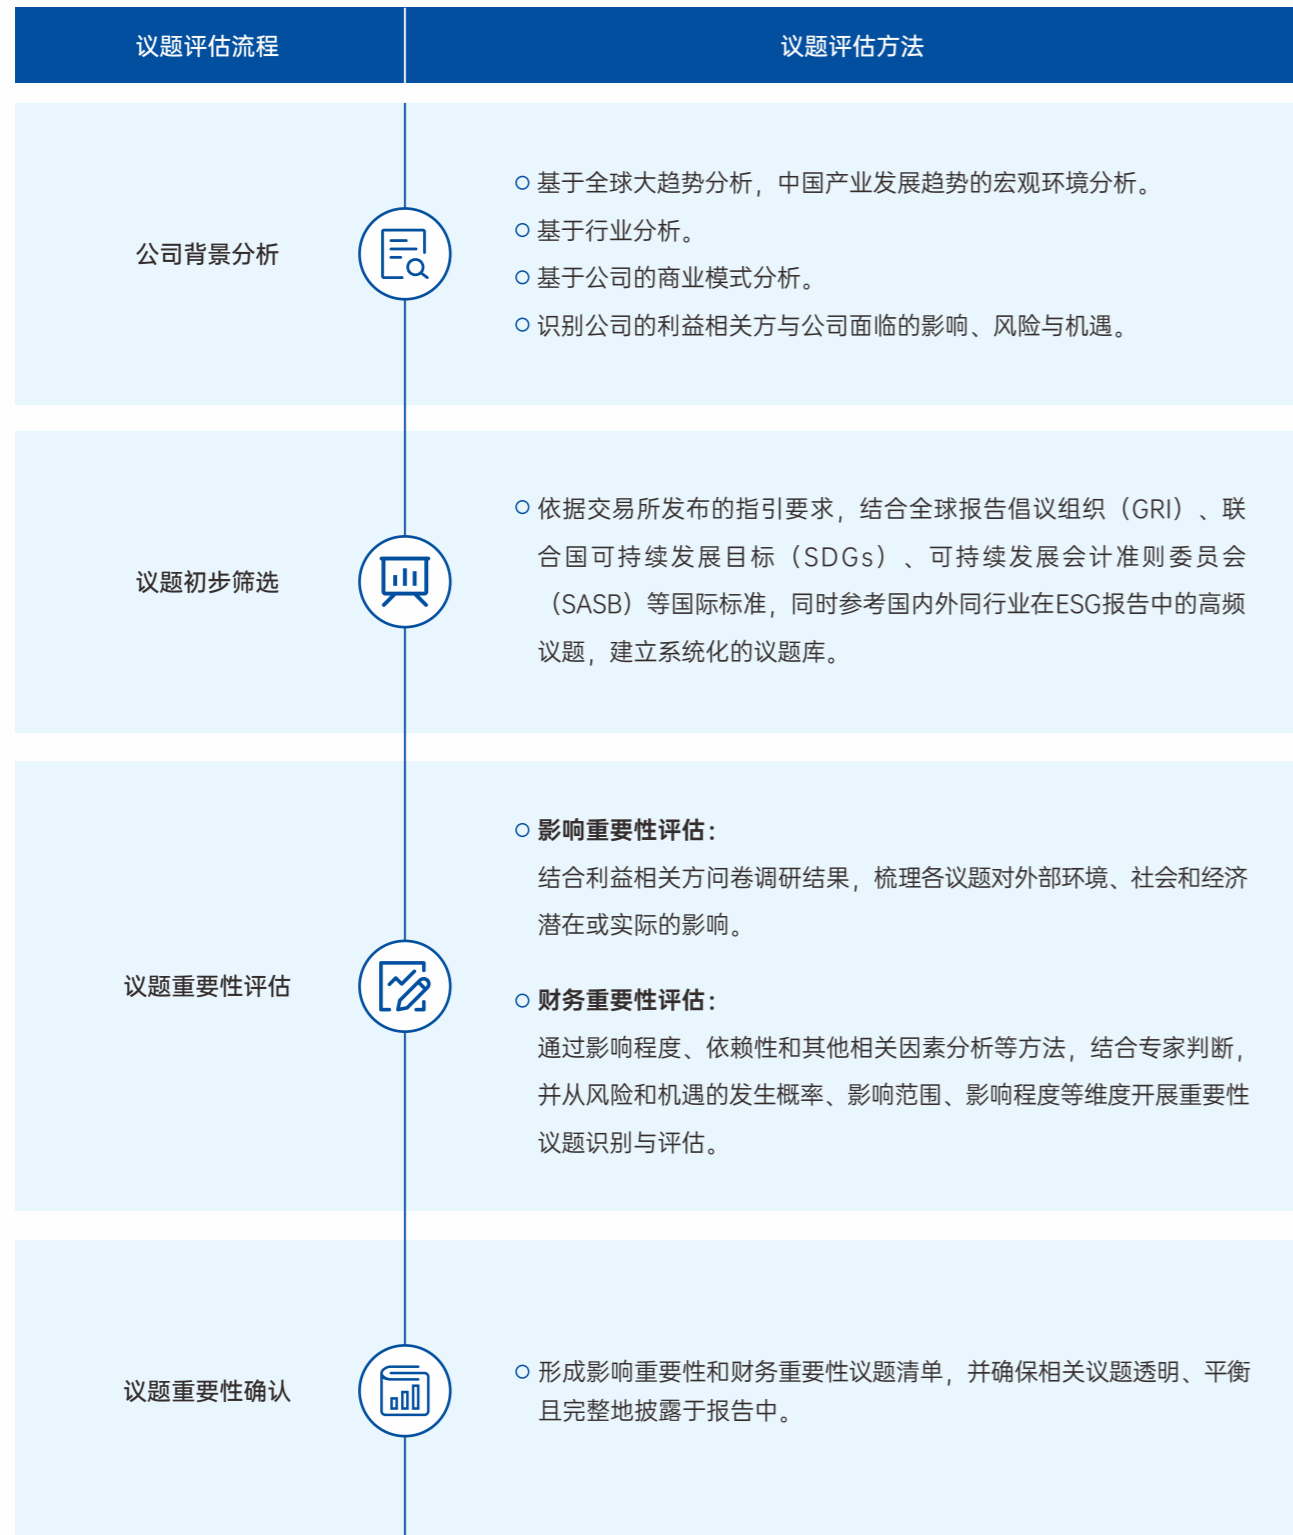 议题评估流程
议题评估方法
公司背景分析
基于全球大趋势分析，中国产业发展趋势的宏观环境分析。
基于行业分析。
基于公司的商业模式分析。
识别公司的利益相关方与公司面临的影响、风险与机遇。
议题初步筛选
依据交易所发布的指引要求，结合全球报告倡议组织（GRI）、联
合国可持续发展目标（SDGs）、可持续发展会计准则委员会
（SASB）等国际标准，同时参考国内外同行业在ESG报告中的高频
议题，建立系统化的议题库。
议题重要性评估
影响重要性评估：
结合利益相关方问卷调研结果，梳理各议题对外部环境、社会和经济
潜在或实际的影响。
财务重要性评估：
通过影响程度、依赖性和其他相关因素分析等方法，结合专家判断，
并从风险和机遇的发生概率、影响范围、影响程度等维度开展重要性
议题识别与评估。
议题重要性确认
形成影响重要性和财务重要性议题清单，并确保相关议题透明、平衡
且完整地披露于报告中。